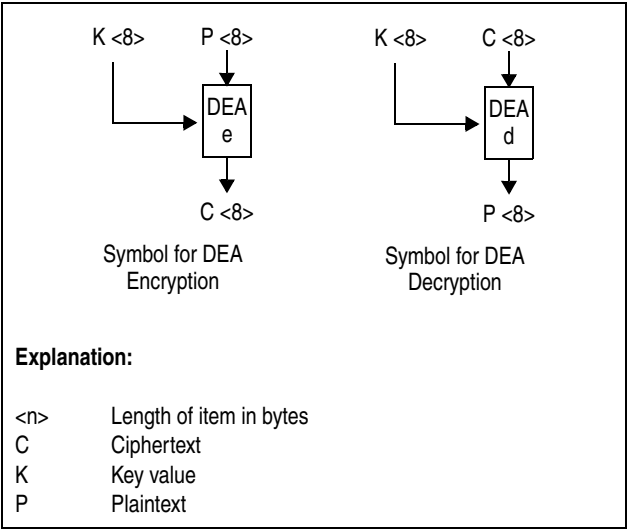 K <8> P <8> K <8> C <8>
DEA DEA
e d
C <8> P <8>
Symbol for DEA Symbol for DEA
Encryption Decryption
Explanation:
<n> Length of item in bytes
C Ciphertext
K Key value
P Plaintext